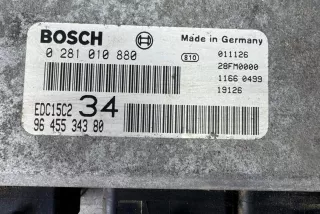 BOSCH
Made in Germany
0 281 010 880
S10
011126
28FM0000
1166 0499
19126
EDC15C2 34
96 455 343 80